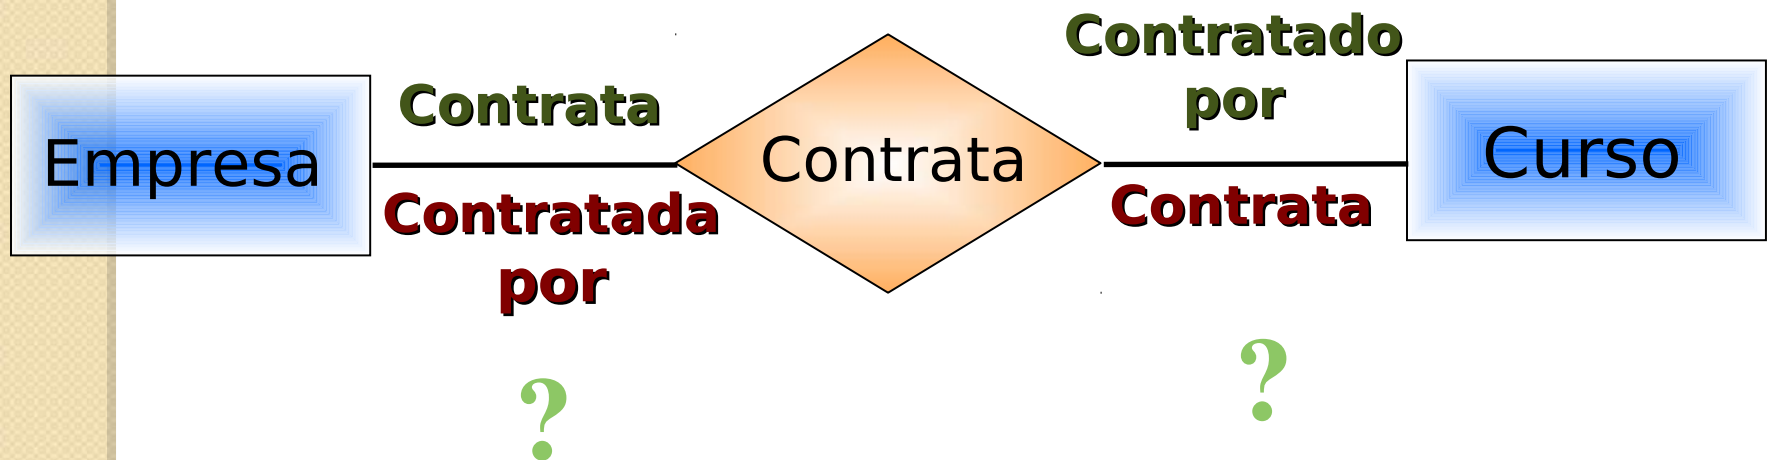 Contratado
por
Contrata
Empresa
Contrata
Curso
Contratada
por
Contrata
?
?